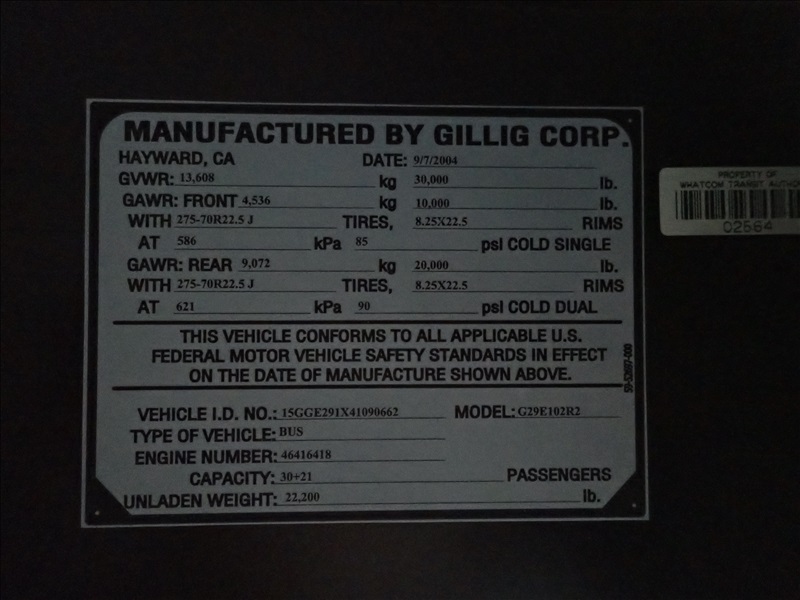 MANUFACTURED BY GILLIG CORP.
HAYWARD, CA DATE: 9/7/2004
GVWR: 13,608 kg 30,000 lb.
GAWR: FRONT 4,536 kg 10,000 lb.
WITH 275-70R22.5 J TIRES, 8.25X22.5 RIMS
AT 586 kPa 85 psI COLD SINGLE
GAWR: REAR 9,072 kg 20,000 lb.
WITH 275-70R22.5 J TIRES, 8.25X22.5 RIMS
AT 621 kPa 90 psI COLD DUAL
THIS VEHICLE CONFORMS TO ALL APPLICABLE U.S.
FEDERAL MOTOR VEHICLE SAFETY STANDARDS IN EFFECT
ON THE DATE OF MANUFACTURE SHOWN ABOVE.
VEHICLE I.D. NO.: 15GGE291X41090662 MODEL: G29E102R2
TYPE OF VEHICLE: BUS
ENGINE NUMBER: 46416418
CAPACITY: 30+21 PASSENGERS
UNLADEN WEIGHT: 22,200 lb.
PROPERTY OF
WHATCOM TRANSIT AUTHO
02564